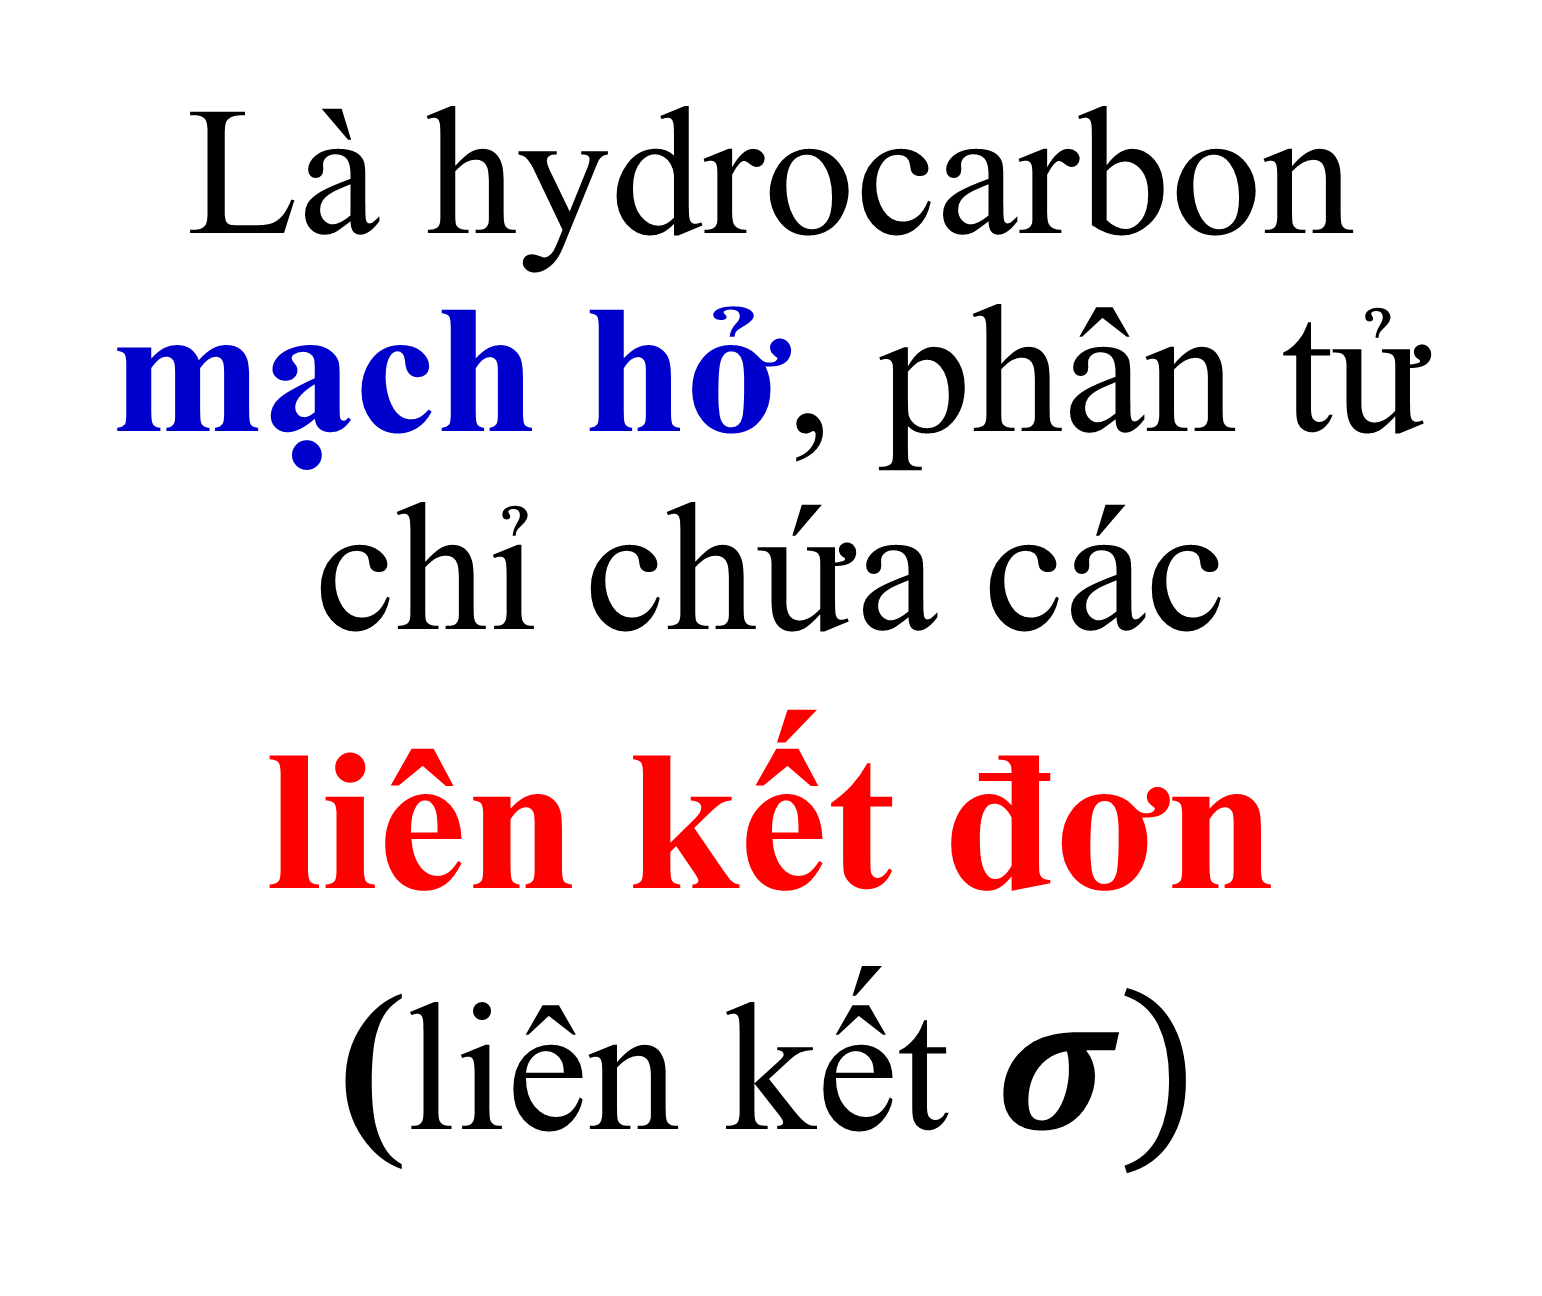 Là hydrocarbon
mạch hở, phân tử
chỉ chứa các
liên kết đơn
(liên kết σ)